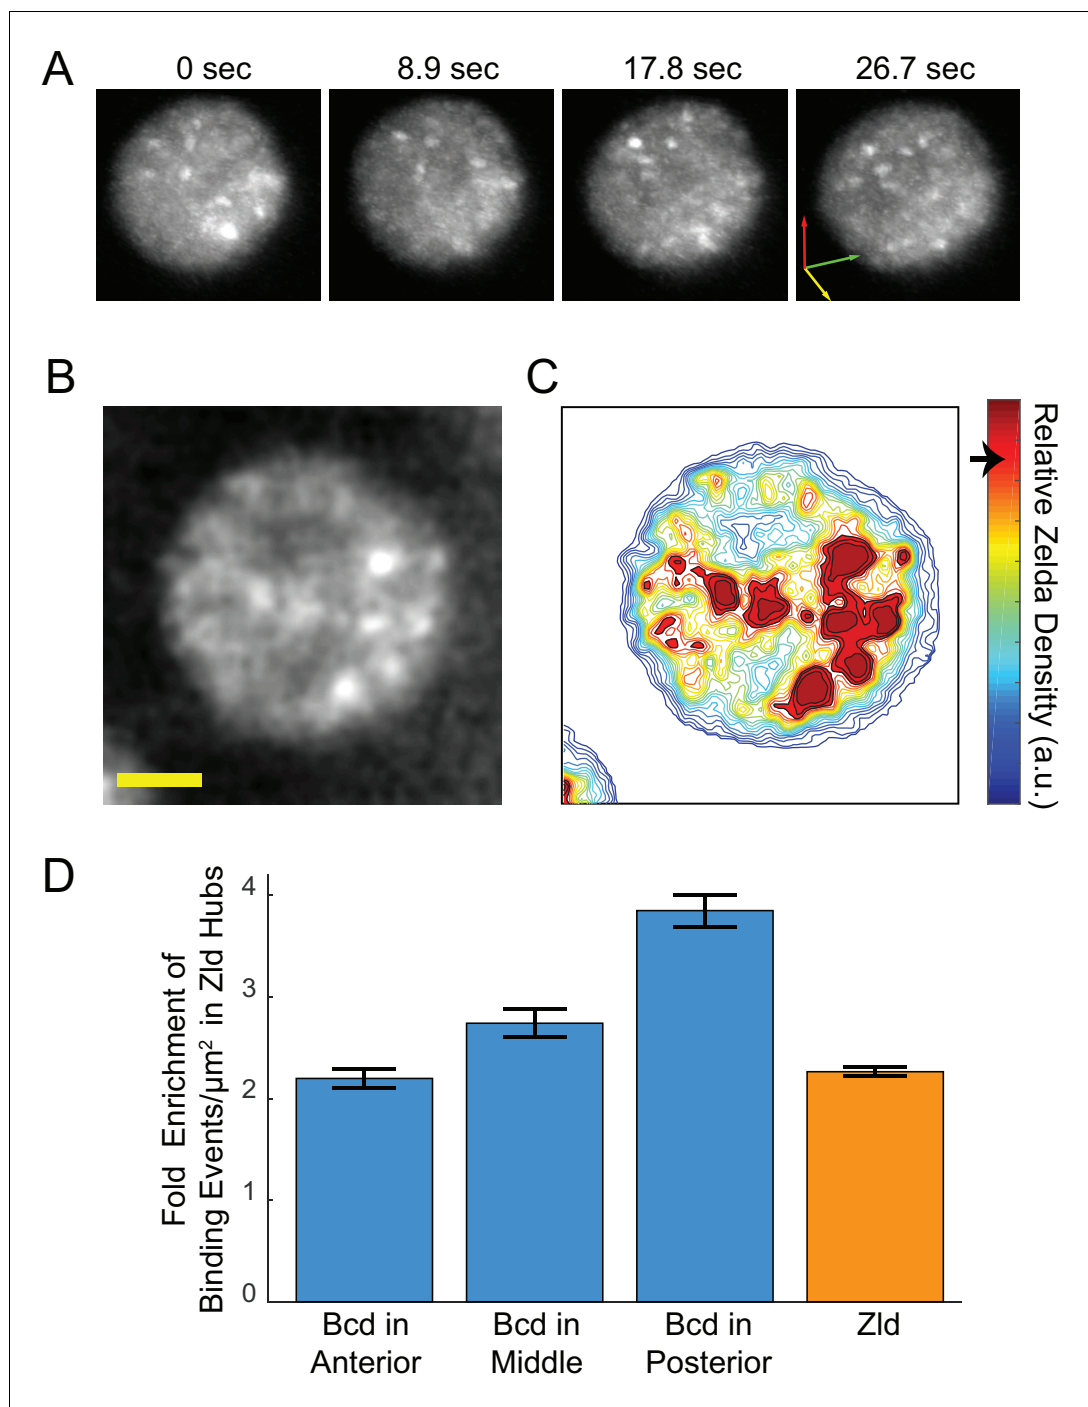 A
0 sec
8.9 sec
17.8 sec
26.7 sec
B
C
Relative Zelda Densitty (a.u.)
D
Fold Enrichment of
Binding Events/μm² in Zld Hubs
4
3
2
1
0
Bcd in
Anterior
Bcd in
Middle
Bcd in
Posterior
Zld